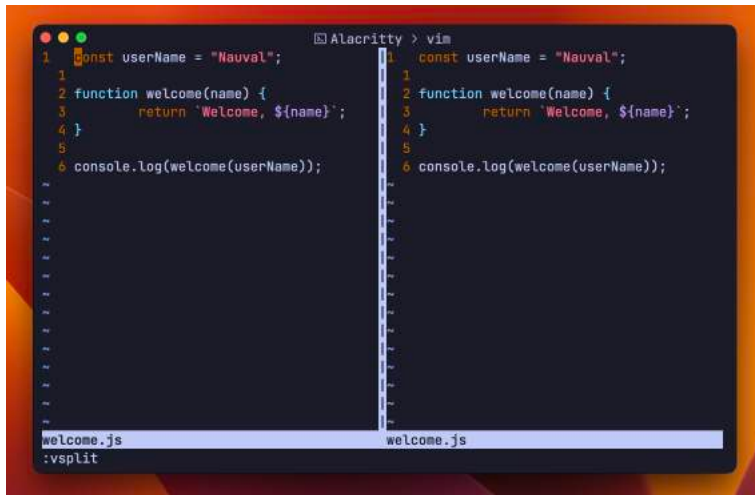 Alacritty > vim
1 const userName = "Nauval";
1
2 function welcome(name) {
3 return `Welcome, ${name}`;
4 }
5
6 console.log(welcome(userName));
~
~
~
~
~
~
~
~
~
~
~
~
~
~
welcome.js
1 const userName = "Nauval";
1
2 function welcome(name) {
3 return `Welcome, ${name}`;
4 }
5
6 console.log(welcome(userName));
~
~
~
~
~
~
~
~
~
~
~
~
~
~
welcome.js
:vsplit